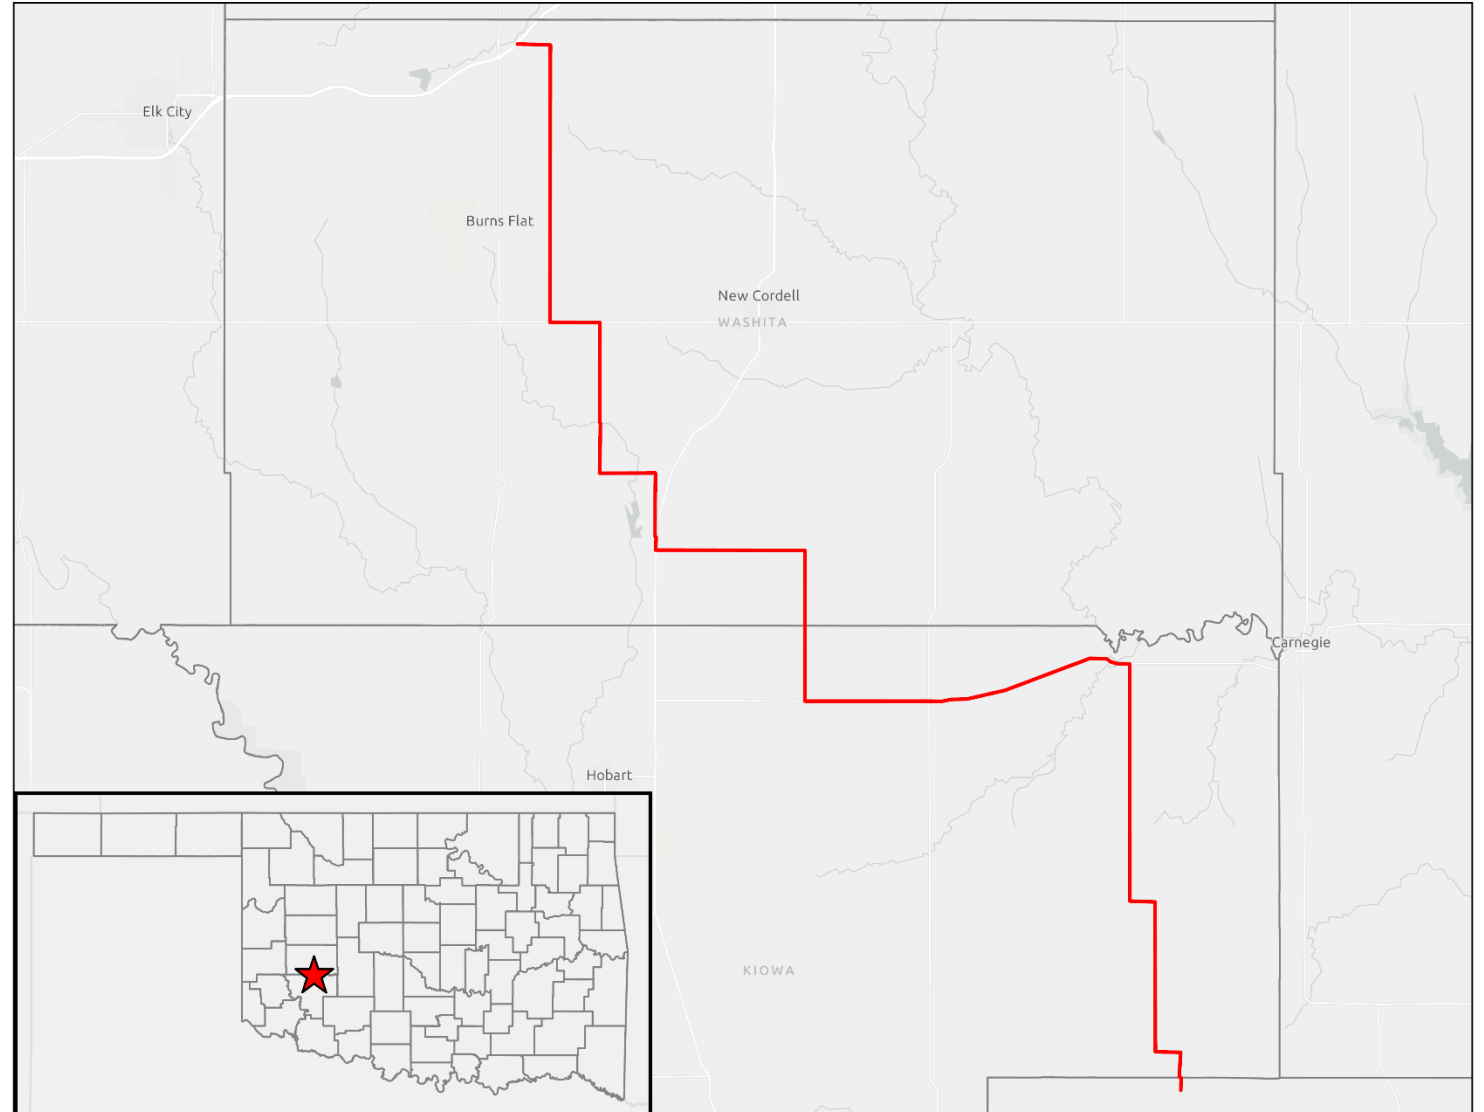 Elk City
Burns Flat
New Cordell
WASHITA
Carnegie
Hobart
KIOWA